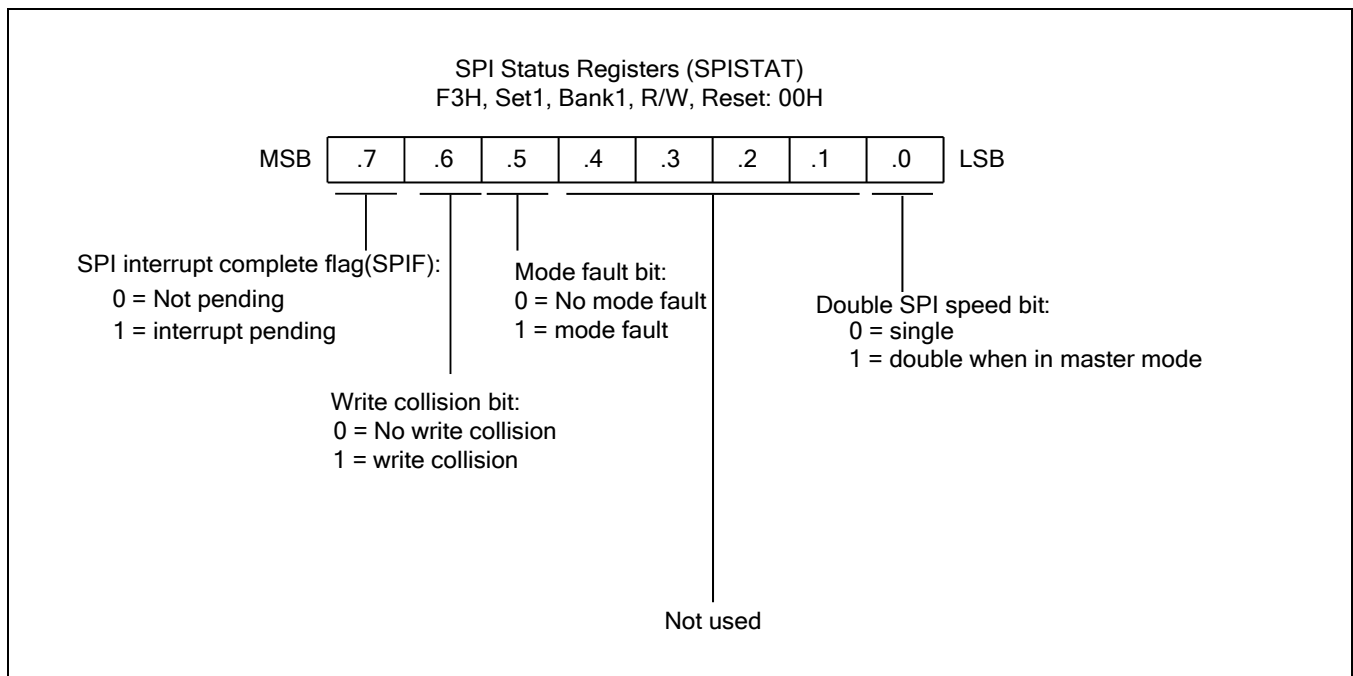 SPI Status Registers (SPISTAT)
F3H, Set1, Bank1, R/W, Reset: 00H
MSB .7 .6 .5 .4 .3 .2 .1 .0 LSB
SPI interrupt complete flag(SPIF):
0 = Not pending
1 = interrupt pending
Mode fault bit:
0 = No mode fault
1 = mode fault
Double SPI speed bit:
0 = single
1 = double when in master mode
Write collision bit:
0 = No write collision
1 = write collision
Not used